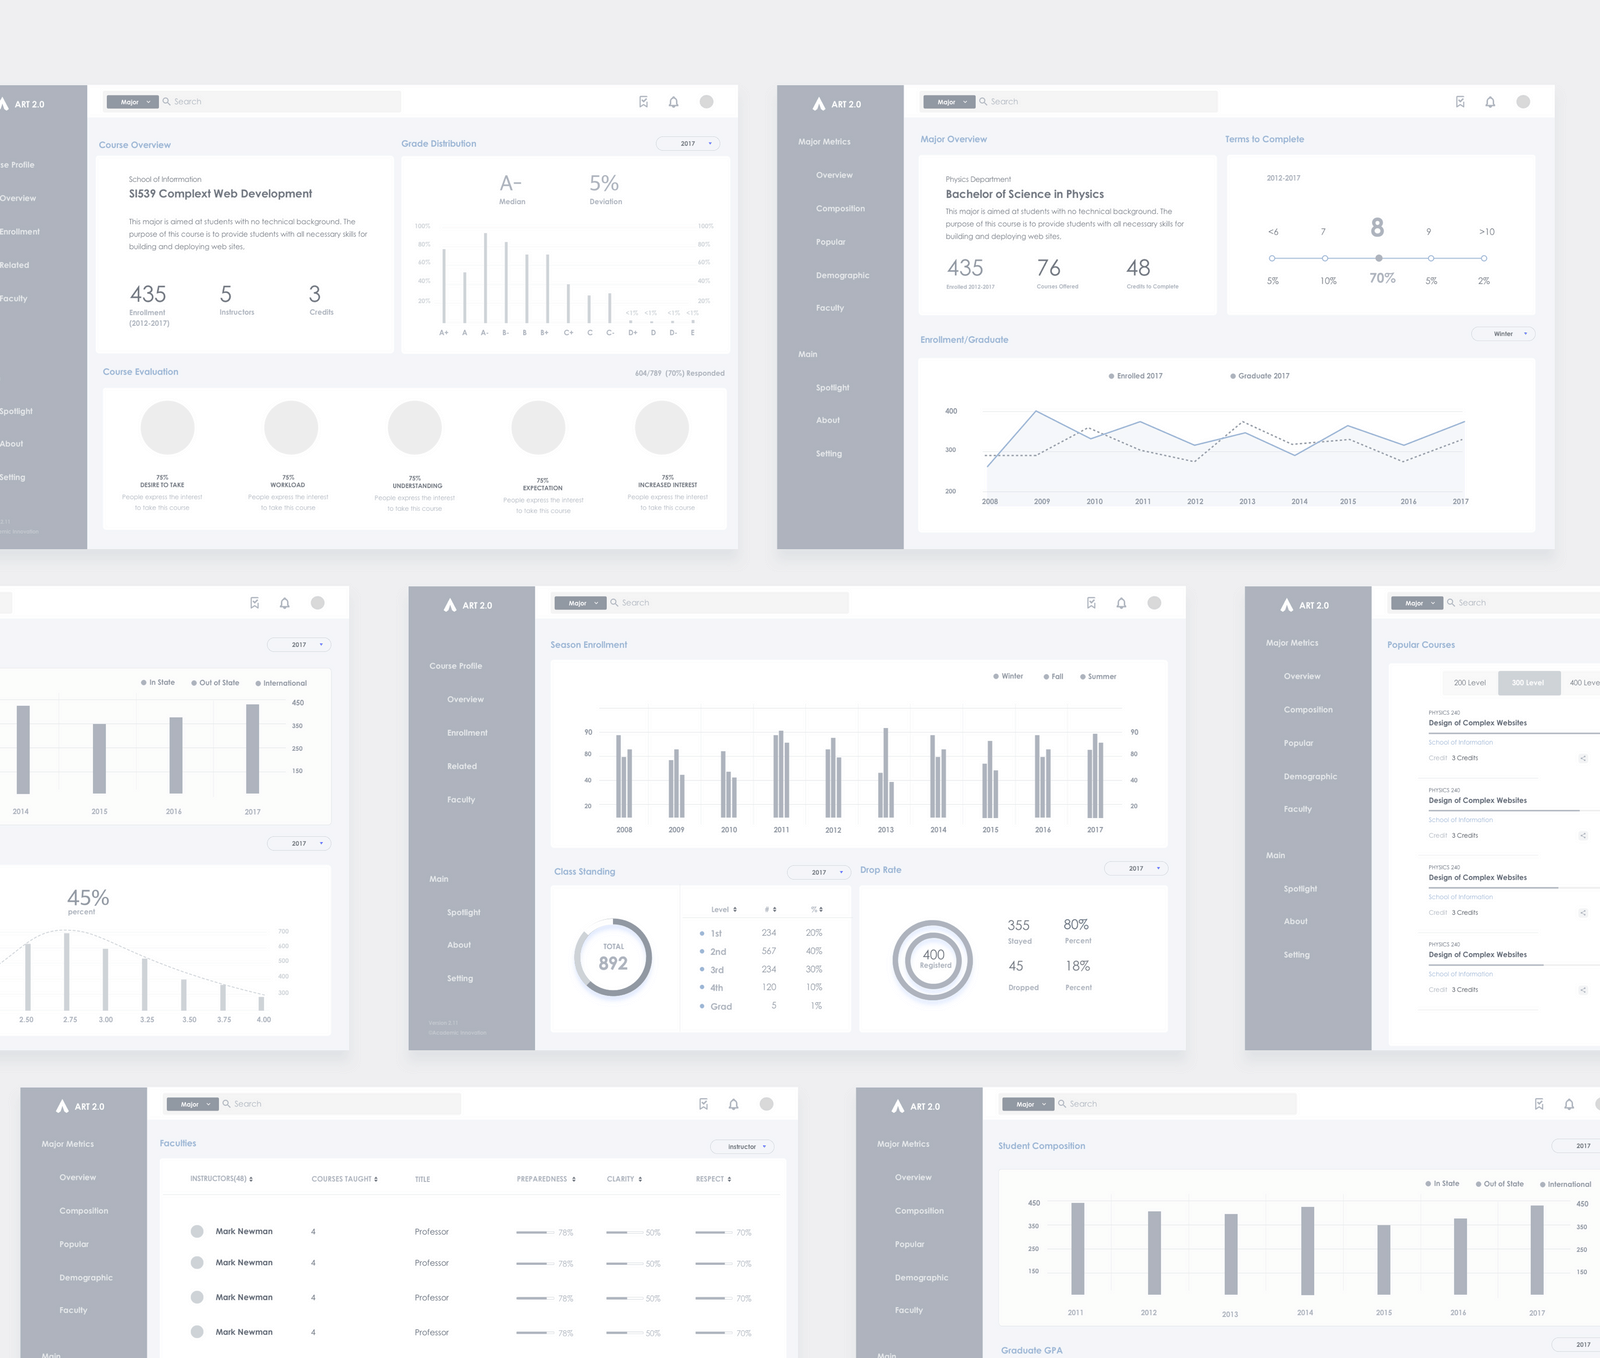 ART 2.0
Major
Search
se Profile
Overview
Enrollment
Related
Faculty
Spotlight
About
Setting
Course Overview
School of Information
SI539 Complext Web Development
This major is aimed at students with no technical background. The
purpose of this course is to provide students with all necessary skills for
building and deploying web sites.
435
5
3
Enrollment
Instructors
Credits
(2012-2017)
Grade Distribution
2017
A-
5%
Median
Deviation
100%
100%
80%
80%
60%
60%
40%
40%
20%
20%
<1%
<1%
<1%
<1%
A+ A A- B- B B+ C+ C C- D+ D D- E
Course Evaluation
604/789 (70%) Responded
75% 75% 75% 75% 75%
DESIRE TO TAKE WORKLOAD UNDERSTANDING EXPECTATION INCREASED INTEREST
People express the interest People express the interest People express the interest People express the interest People express the interest
to take this course to take this course to take this course to take this course to take this course
ART 2.0
Major
Search
Major Metrics
Overview
Composition
Popular
Demographic
Faculty
Main
Spotlight
About
Setting
Major Overview
Physics Department
Bachelor of Science in Physics
This major is aimed at students with no technical background. The
purpose of this course is to provide students with all necessary skills for
building and deploying web sites.
435 76 48
Enrolled 2012-2017 Courses Offered Credits to Complete
Terms to Complete
2012-2017
<6 7 8 9 >10
5% 10% 70% 5% 2%
Enrollment/Graduate
Winter
Enrolled 2017 Graduate 2017
400
300
200
2008 2009 2010 2011 2012 2013 2014 2015 2016 2017
2017
In State Out of State International
450
350
250
150
2014 2015 2016 2017
2017
45%
percent
700
600
500
400
300
2.50 2.75 3.00 3.25 3.50 3.75 4.00
ART 2.0
Major
Search
Course Profile
Overview
Enrollment
Related
Faculty
Main
Spotlight
About
Setting
Season Enrollment
Winter Fall Summer
90 90
80 80
40 40
20 20
2008 2009 2010 2011 2012 2013 2014 2015 2016 2017
Class Standing
2017
TOTAL
892
Level # %
1st 234 20%
2nd 567 40%
3rd 234 30%
4th 120 10%
Grad 5 1%
Drop Rate
2017
400
Registerd
355 80%
Stayed Percent
45 18%
Dropped Percent
ART 2.0
Major
Search
Major Metrics
Overview
Composition
Popular
Demographic
Faculty
Main
Spotlight
About
Setting
Popular Courses
200 Level 300 Level 400 Leve
PHYSICS 240
Design of Complex Websites
School of Information
Credit 3 Credits
PHYSICS 240
Design of Complex Websites
School of Information
Credit 3 Credits
PHYSICS 240
Design of Complex Websites
School of Information
Credit 3 Credits
PHYSICS 240
Design of Complex Websites
School of Information
Credit 3 Credits
ART 2.0
Major
Search
Major Metrics
Overview
Composition
Popular
Demographic
Faculty
Main
Faculties
Instructor
INSTRUCTORS(48) COURSES TAUGHT TITLE PREPAREDNESS CLARITY RESPECT
Mark Newman 4 Professor 78% 50% 70%
Mark Newman 4 Professor 78% 50% 70%
Mark Newman 4 Professor 78% 50% 70%
Mark Newman 4 Professor 78% 50% 70%
ART 2.0
Major
Search
Major Metrics
Overview
Composition
Popular
Demographic
Faculty
Main
Student Composition
2017
In State Out of State International
450 450
350 350
250 250
150 150
2011 2012 2013 2014 2015 2016 2017
Graduate GPA
2017